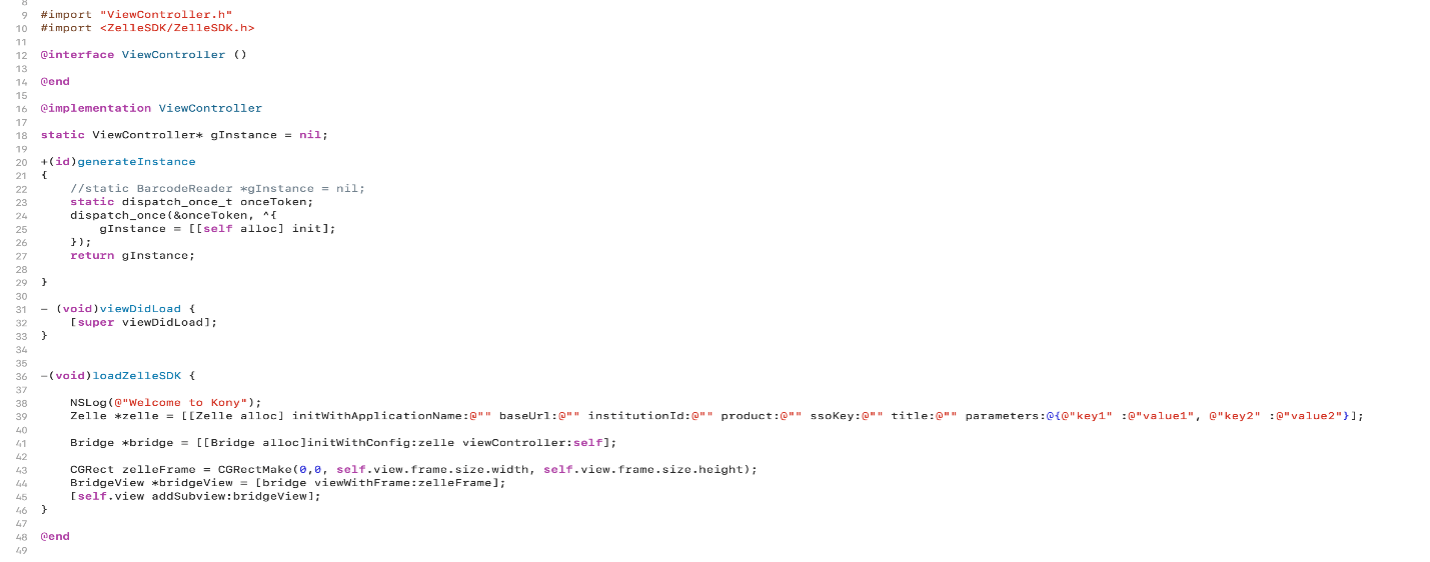 8
9 #import "ViewController.h"
10 #import <ZelleSDK/ZelleSDK.h>
11
12 @interface ViewController ()
13
14 @end
15
16 @implementation ViewController
17
18 static ViewController* gInstance = nil;
19
20 +(id)generateInstance
21 {
22     //static BarcodeReader *gInstance = nil;
23     static dispatch_once_t onceToken;
24     dispatch_once(&onceToken, ^{
25         gInstance = [[self alloc] init];
26     });
27     return gInstance;
28
29 }
30
31 - (void)viewDidLoad {
32     [super viewDidLoad];
33 }
34
35
36 -(void)loadZelleSDK {
37
38     NSLog(@"Welcome to Kony");
39     Zelle *zelle = [[Zelle alloc] initWithApplicationName:@"" baseUrl:@"" institutionId:@"" product:@"" ssoKey:@"" title:@"" parameters:@{@"key1" :@"value1", @"key2" :@"value2"}];
40
41     Bridge *bridge = [[Bridge alloc]initWithConfig:zelle viewController:self];
42
43     CGRect zelleFrame = CGRectMake(0,0, self.view.frame.size.width, self.view.frame.size.height);
44     BridgeView *bridgeView = [bridge viewWithFrame:zelleFrame];
45     [self.view addSubview:bridgeView];
46 }
47
48 @end
49